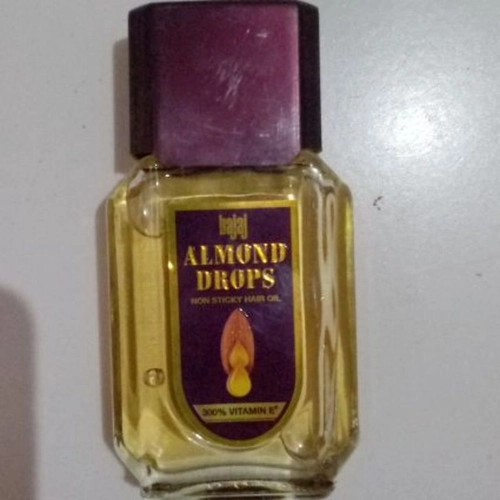 bajaj
ALMOND
DROPS
NON STICKY HAIR OIL
300% VITAMIN E*